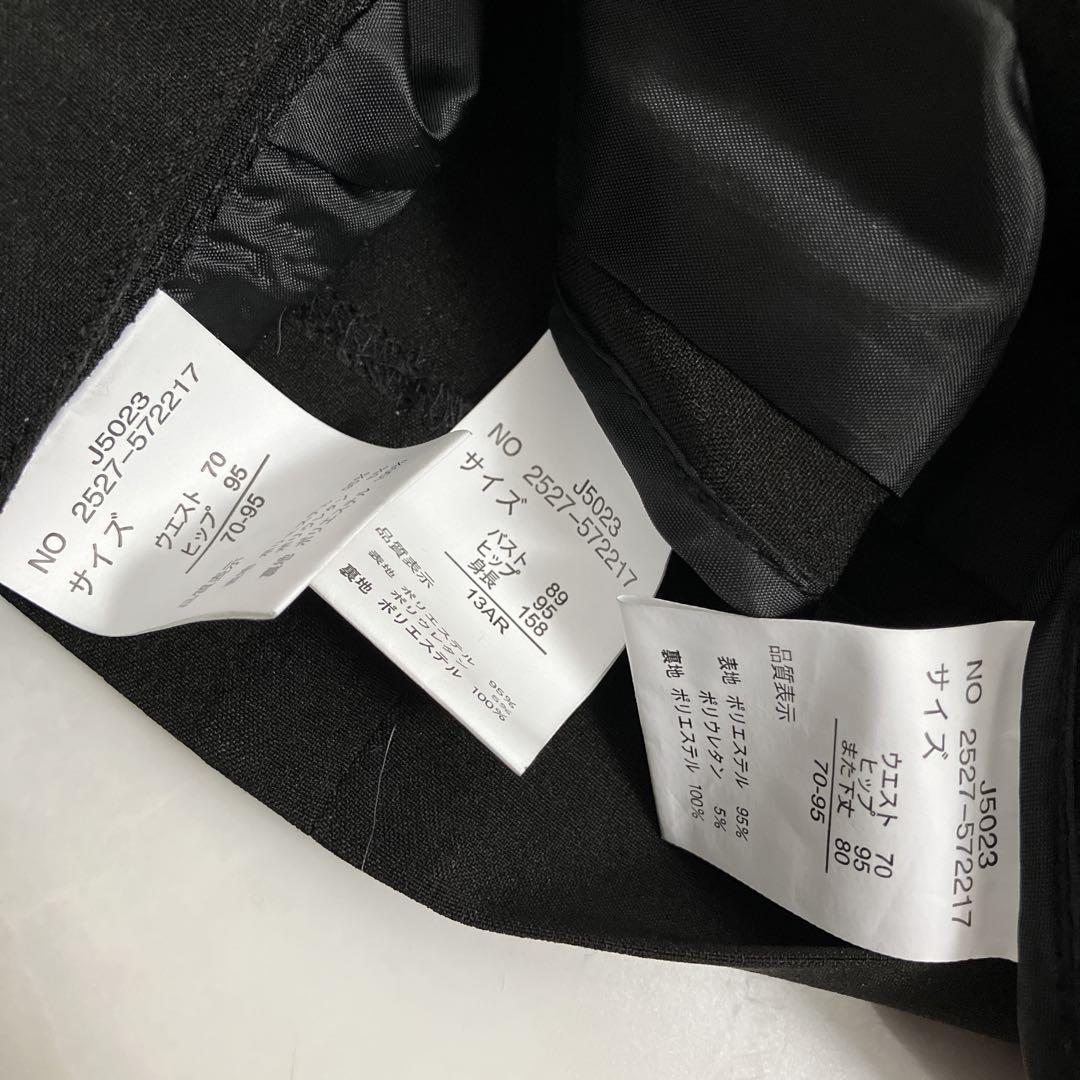 J5023
NO 2527-572217
サイズ
ウエスト 70
ヒップ 95
70-95
J5023
NO 2527-572217
サイズ
バスト 89
ヒップ 95
身長 158
13AR
品質表示
表地 ポリエステル 95%
ポリウレタン 5%
裏地 ポリエステル 100%
J5023
NO 2527-572217
サイズ
ウエスト 70
ヒップ 95
また下丈 80
70-95
品質表示
表地 ポリエステル 95%
ポリウレタン 5%
裏地 ポリエステル 100%